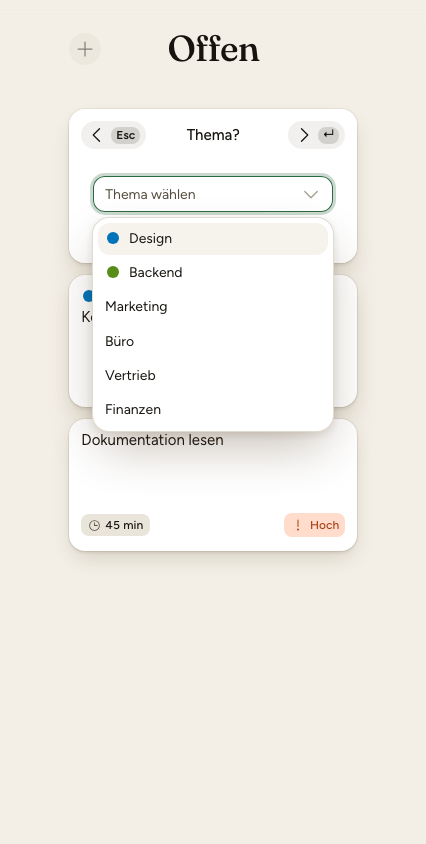 Offen
Esc
Thema?
Thema wählen
Design
Backend
Marketing
Büro
Vertrieb
Finanzen
Dokumentation lesen
45 min
! Hoch